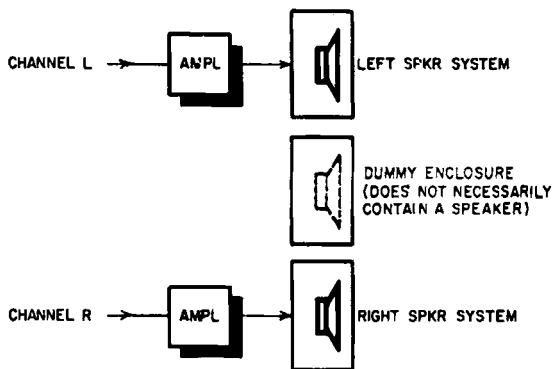 CHANNEL L
AMPL
LEFT SPKR SYSTEM
DUMMY ENCLOSURE
(DOES NOT NECESSARILY
CONTAIN A SPEAKER)
CHANNEL R
AMPL
RIGHT SPKR SYSTEM